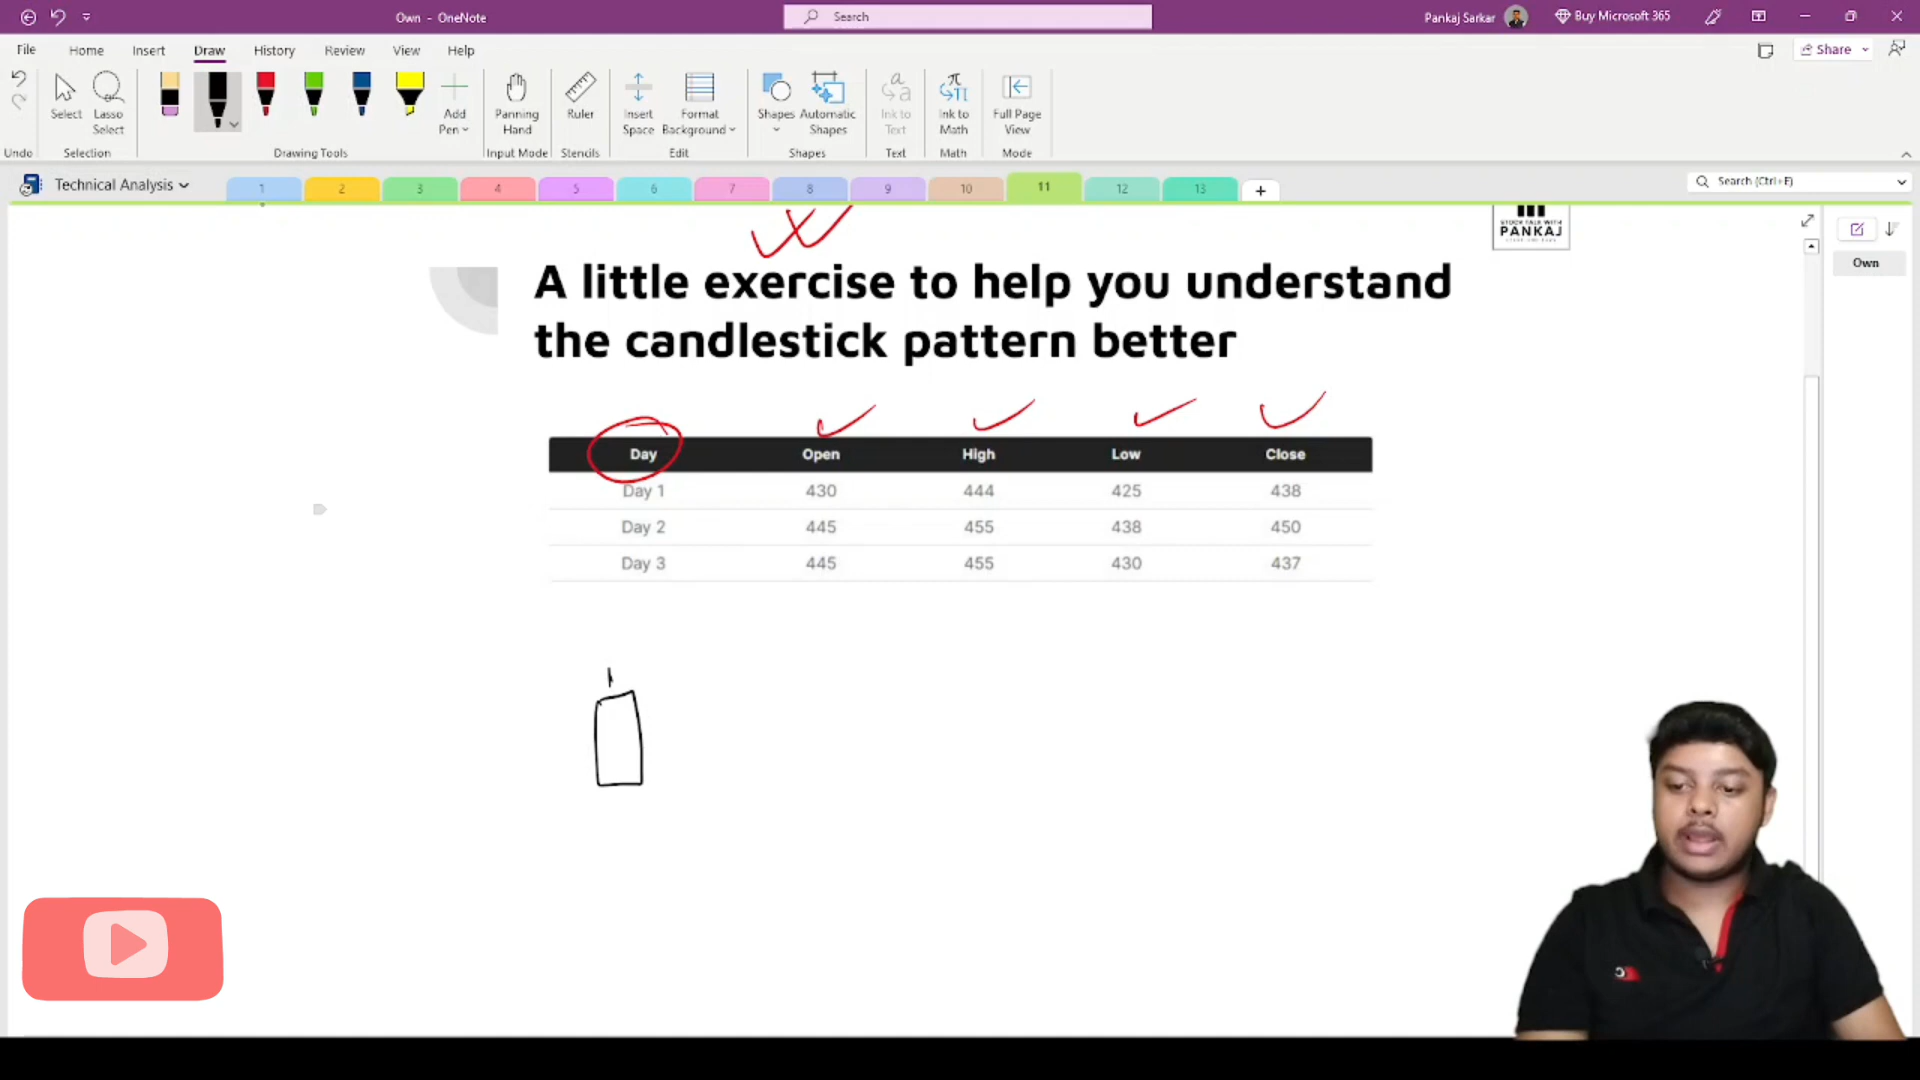 Own - OneNote
Search
Pankaj Sarkar
Buy Microsoft 365
File Home Insert Draw History Review View Help
Share
Select
Lasso Select
Add Pen
Panning Hand
Ruler
Insert Space
Format Background
Shapes
Automatic Shapes
Ink to Text
Ink to Math
Full Page View
Undo Selection Drawing Tools Input Mode Stencils Edit Shapes Text Math Mode
Technical Analysis 1 2 3 4 5 6 7 8 9 10 11 12 13 +
Search (Ctrl+E)
Own
STOCK TALK WITH
PANKAJ
A little exercise to help you understand
the candlestick pattern better
Day Open High Low Close
Day 1 430 444 425 438
Day 2 445 455 438 450
Day 3 445 455 430 437